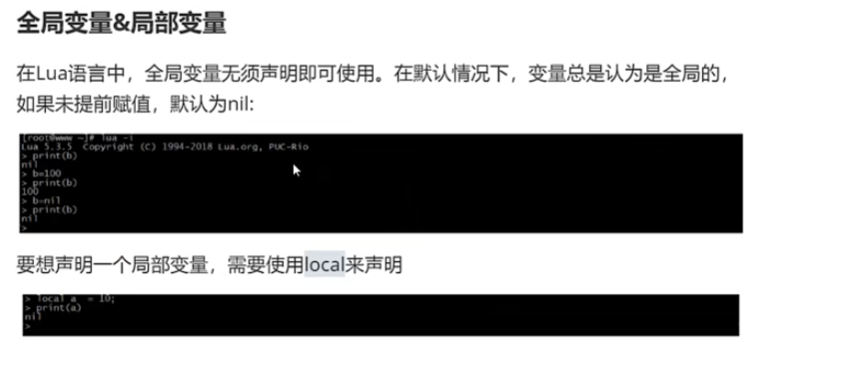 全局变量&局部变量
在Lua语言中，全局变量无须声明即可使用。在默认情况下，变量总是认为是全局的，
如果未提前赋值，默认为nil:
[root@www ~]# lua -i
Lua 5.3.5  Copyright (C) 1994-2018 Lua.org, PUC-Rio
> print(b)
nil
> b=100
> print(b)
100
> b=nil
> print(b)
nil
>
要想声明一个局部变量，需要使用local来声明
> local a  = 10;
> print(a)
nil
>